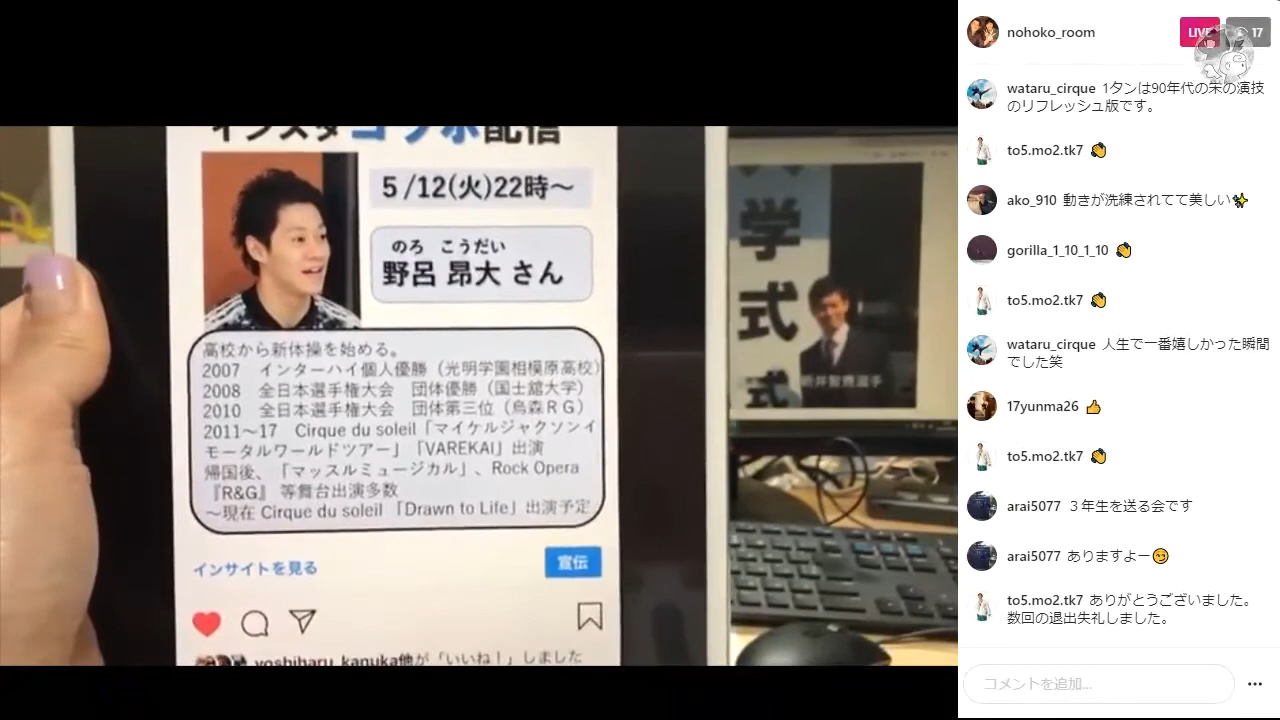 インスタコラボ配信
5/12(火)22時〜
のろ こうだい
野呂 昂大 さん
高校から新体操を始める。
2007 インターハイ個人優勝（光明学園相模原高校）
2008 全日本選手権大会 団体優勝（国士舘大学）
2010 全日本選手権大会 団体第三位（烏森RG）
2011〜17 Cirque du soleil「マイケルジャクソンイ
モータルワールドツアー」「VAREKAI」出演
帰国後、「マッスルミュージカル」、Rock Opera
『R&G』 等舞台出演多数
〜現在 Cirque du soleil 「Drawn to Life」出演予定
インサイトを見る
宣伝
yoshiharu_kanuka他が「いいね！」しました
学
式
式
nohoko_room
LIVE
17
wataru_cirque 1タンは90年代の朱の演技
のリフレッシュ版です。
to5.mo2.tk7 👏
ako_910 動きが洗練されてて美しい✨
gorilla_1_10_1_10 👏
to5.mo2.tk7 👏
wataru_cirque 人生で一番嬉しかった瞬間
でした笑
17yunma26 👍
to5.mo2.tk7 👏
arai5077 ３年生を送る会です
arai5077 ありますよー😏
to5.mo2.tk7 ありがとうございました。
数回の退出失礼しました。
コメントを追加...